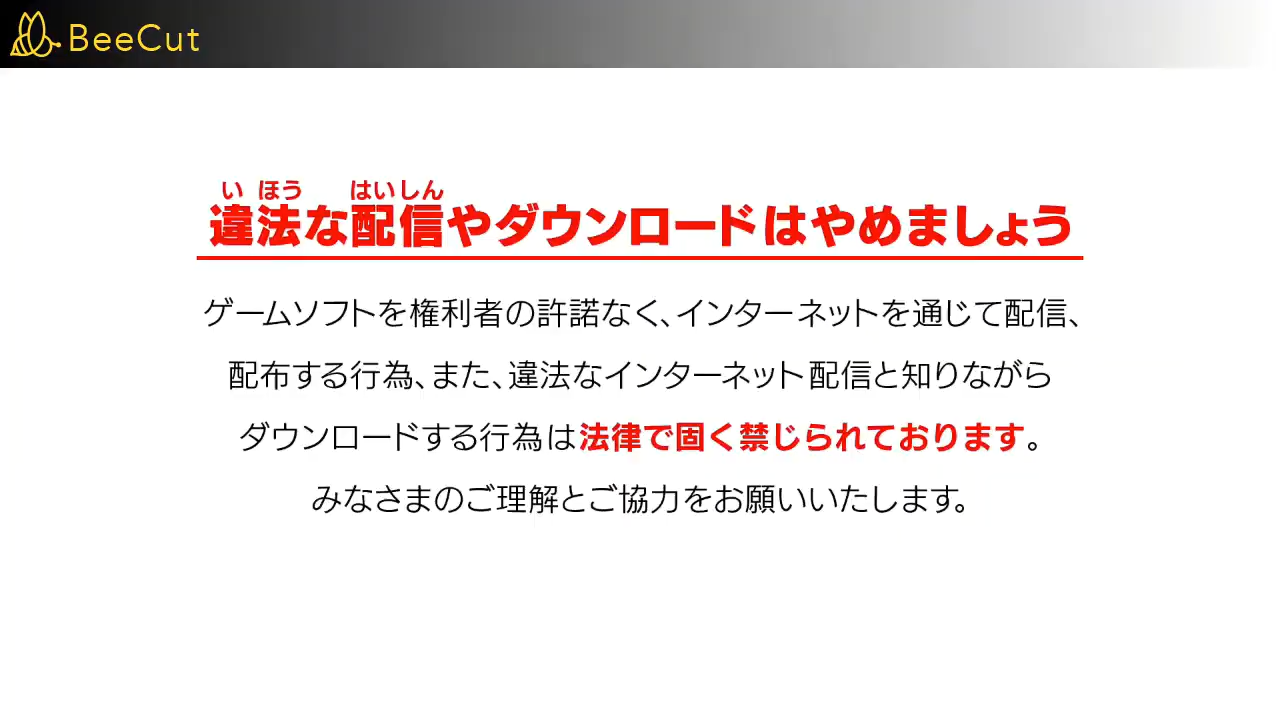 BeeCut
い ほう はいしん
違法な配信やダウンロードはやめましょう
ゲームソフトを権利者の許諾なく、インターネットを通じて配信、
配布する行為、また、違法なインターネット配信と知りながら
ダウンロードする行為は法律で固く禁じられております。
みなさまのご理解とご協力をお願いいたします。